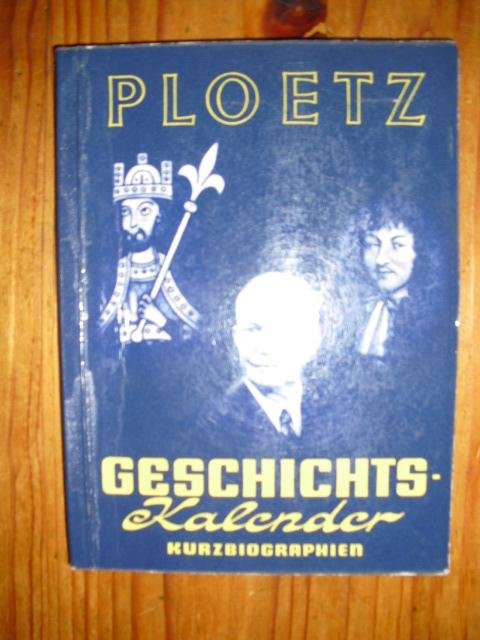 PLOETZ
GESCHICHTS-
Kalender
KURZBIOGRAPHIEN